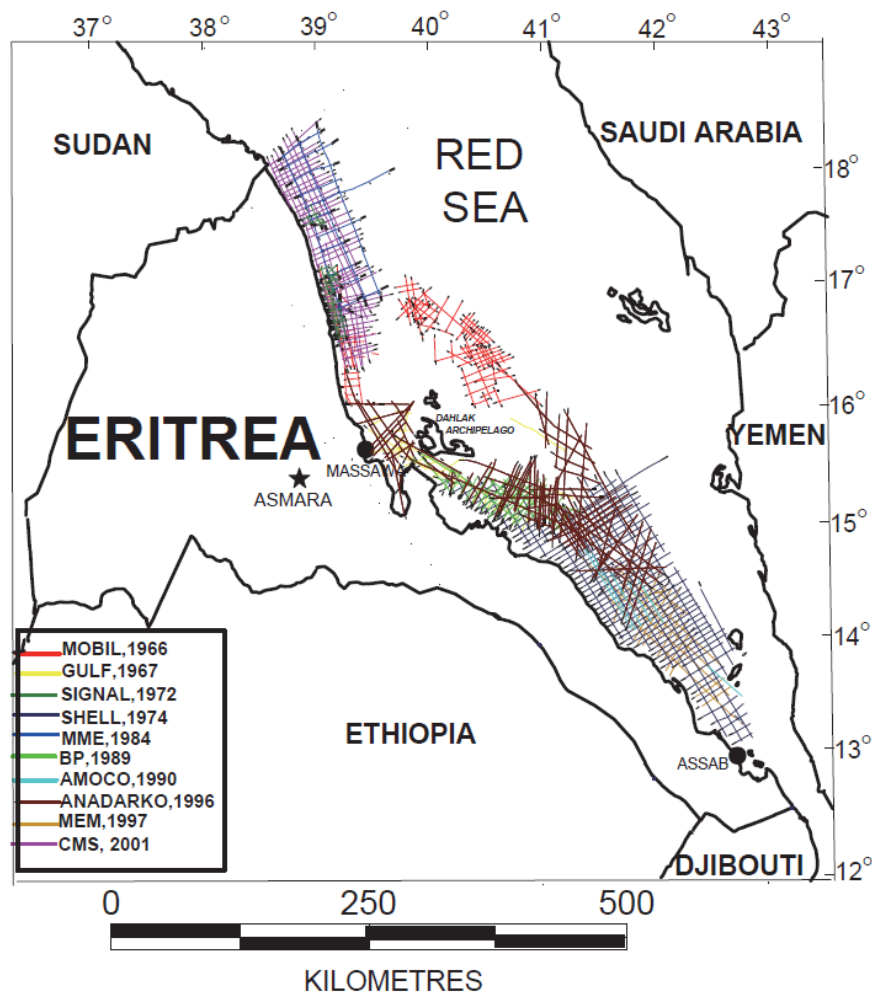 37° 38° 39° 40° 41° 42° 43°
SUDAN
RED
SEA
SAUDI ARABIA
18°
17°
16°
15°
14°
13°
12°
DAHLAK
ARCHIPELAGO
ERITREA
MASSAWA
ASMARA
YEMEN
ETHIOPIA
ASSAB
DJIBOUTI
MOBIL,1966
GULF,1967
SIGNAL,1972
SHELL,1974
MME,1984
BP,1989
AMOCO,1990
ANADARKO,1996
MEM,1997
CMS, 2001
0 250 500
KILOMETRES